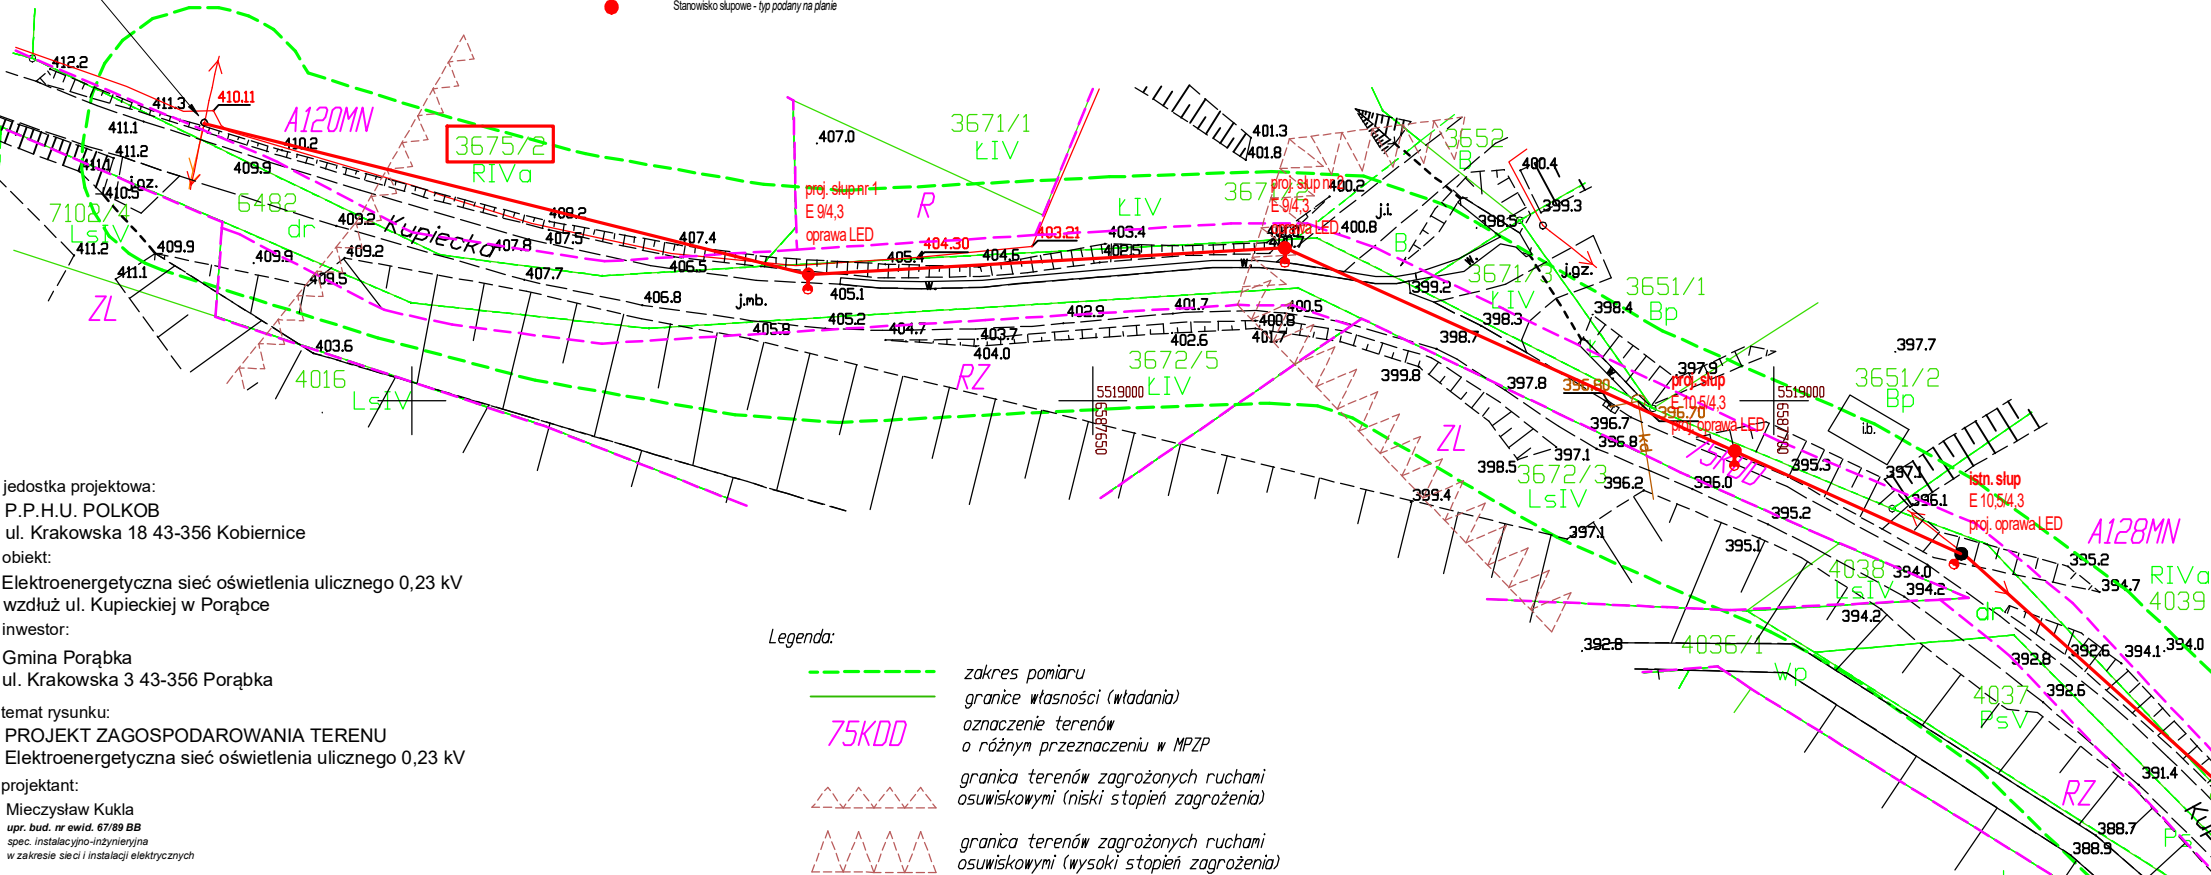 Stanowisko słupowe - typ podany na planie
412.2
411.3
410.11
A120MN
411.1
410.2
411.2
409.9
j.gz.
410.5
7102/4
LsIV
6482
dr
409.2
Kupiecka
411.2
411.1
409.9
409.9
409.5
409.2
ZL
403.6
4016
LsIV
3675/2
RIVa
408.2
407.8
407.5
407.4
407.7
406.5
406.8
j.mb.
407.0
proj. słup nr 1
E 9/4,3
oprawa LED
R
3671/1
ŁIV
404.30
403.21
405.4
404.6
403.4
402.5
405.1
w.
405.2
405.8
404.7
403.7
404.0
402.9
401.7
402.6
RZ
3672/5
ŁIV
5519000
6587650
ŁIV
401.3
401.8
proj. słup nr 2
E 9/4,3
oprawa LED
400.2
400.8
j.i.
B
w.
400.5
400.8
401.7
3652
B
400.4
399.3
398.5
w.
j.gz.
3671/3
ŁIV
399.2
398.3
398.7
398.4
3651/1
Bp
399.8
397.8
w.
395.80
396.70
396.7
396.8
kd
397.9
proj. słup
E 10,5/4,3
proj. oprawa LED
75KDD
5519000
6587700
397.7
3651/2
Bp
i.b.
ZL
398.5
397.1
3672/3
LsIV
396.2
396.0
395.3
395.2
397.1
396.1
istn. słup
E 10,5/4,3
proj. oprawa LED
A128MN
399.4
397.1
395.1
4038
LsIV
394.0
394.2
394.2
395.2
394.7
RIVa
4039
dr
392.8
4036/1
Wp
392.8
392.6
394.1
394.0
392.6
4037
PsV
391.4
RZ
388.7
388.9
jedostka projektowa:
P.P.H.U. POLKOB
ul. Krakowska 18 43-356 Kobiernice
obiekt:
Elektroenergetyczna sieć oświetlenia ulicznego 0,23 kV
wzdłuż ul. Kupieckiej w Porąbce
inwestor:
Gmina Porąbka
ul. Krakowska 3 43-356 Porąbka
temat rysunku:
PROJEKT ZAGOSPODAROWANIA TERENU
Elektroenergetyczna sieć oświetlenia ulicznego 0,23 kV
projektant:
Mieczysław Kukla
upr. bud. nr ewid. 67/89 BB
spec. instalacyjno-inżynieryjna
w zakresie sieci i instalacji elektrycznych
Legenda:
zakres pomiaru
granice własności (władania)
75KDD
oznaczenie terenów
o różnym przeznaczeniu w MPZP
granica terenów zagrożonych ruchami
osuwiskowymi (niski stopień zagrożenia)
granica terenów zagrożonych ruchami
osuwiskowymi (wysoki stopień zagrożenia)